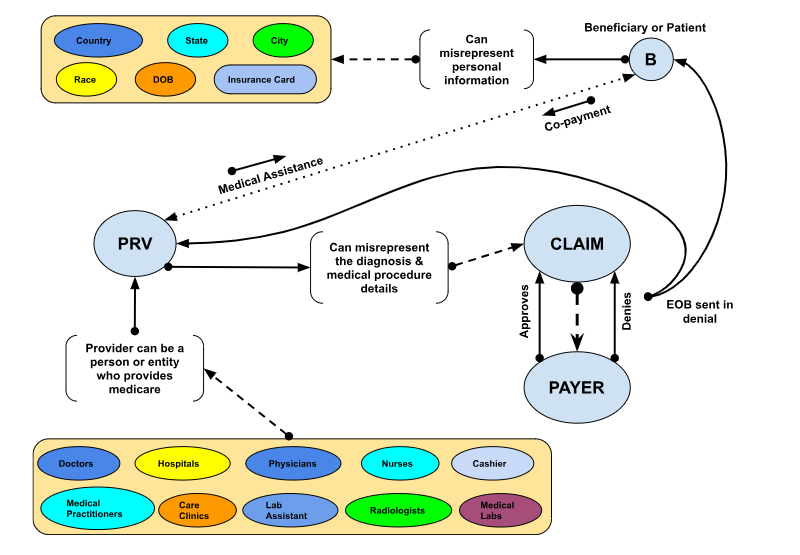 Beneficiary or Patient
Country
State
City
Race
DOB
Insurance Card
Can
misrepresent
personal
information
B
Co-payment
Medical Assistance
PRV
Can misrepresent
the diagnosis &
medical procedure
details
CLAIM
Approves
Denies
EOB sent in
denial
PAYER
Provider can be a
person or entity
who provides
medicare
Doctors
Hospitals
Physicians
Nurses
Cashier
Medical
Practitioners
Care
Clinics
Lab
Assistant
Radiologists
Medical
Labs